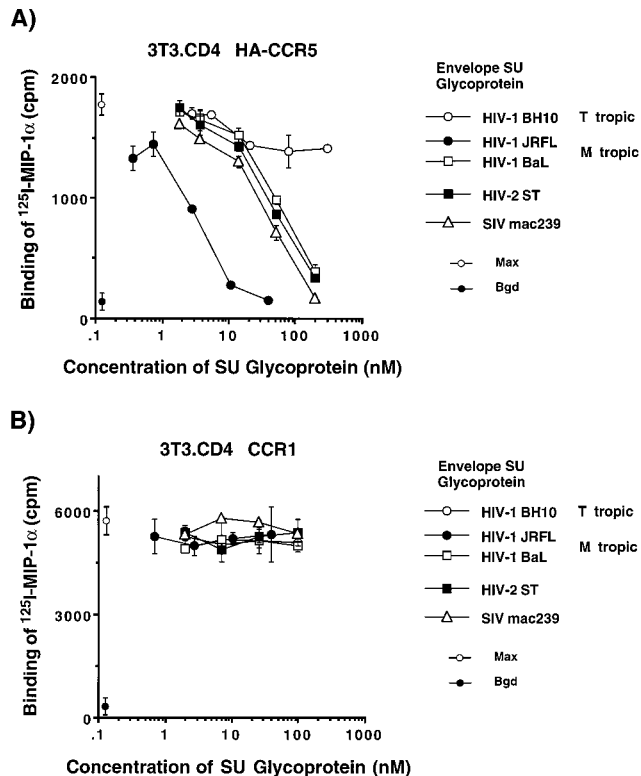 A)
3T3.CD4 HA-CCR5
2000
1000
0
Binding of 125I-MIP-1α (cpm)
.1 1 10 100 1000
Concentration of SU Glycoprotein (nM)
Envelope SU
Glycoprotein
HIV-1 BH10 T tropic
HIV-1 JRFL
M tropic
HIV-1 BaL
HIV-2 ST
SIV mac239
Max
Bgd
B)
3T3.CD4 CCR1
6000
3000
0
Binding of 125I-MIP-1α (cpm)
.1 1 10 100 1000
Concentration of SU Glycoprotein (nM)
Envelope SU
Glycoprotein
HIV-1 BH10 T tropic
HIV-1 JRFL
M tropic
HIV-1 BaL
HIV-2 ST
SIV mac239
Max
Bgd